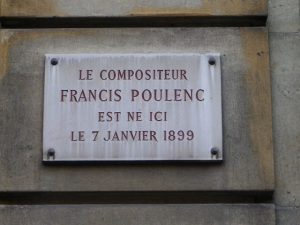 LE COMPOSITEUR
FRANCIS POULENC
EST NE ICI
LE 7 JANVIER 1899